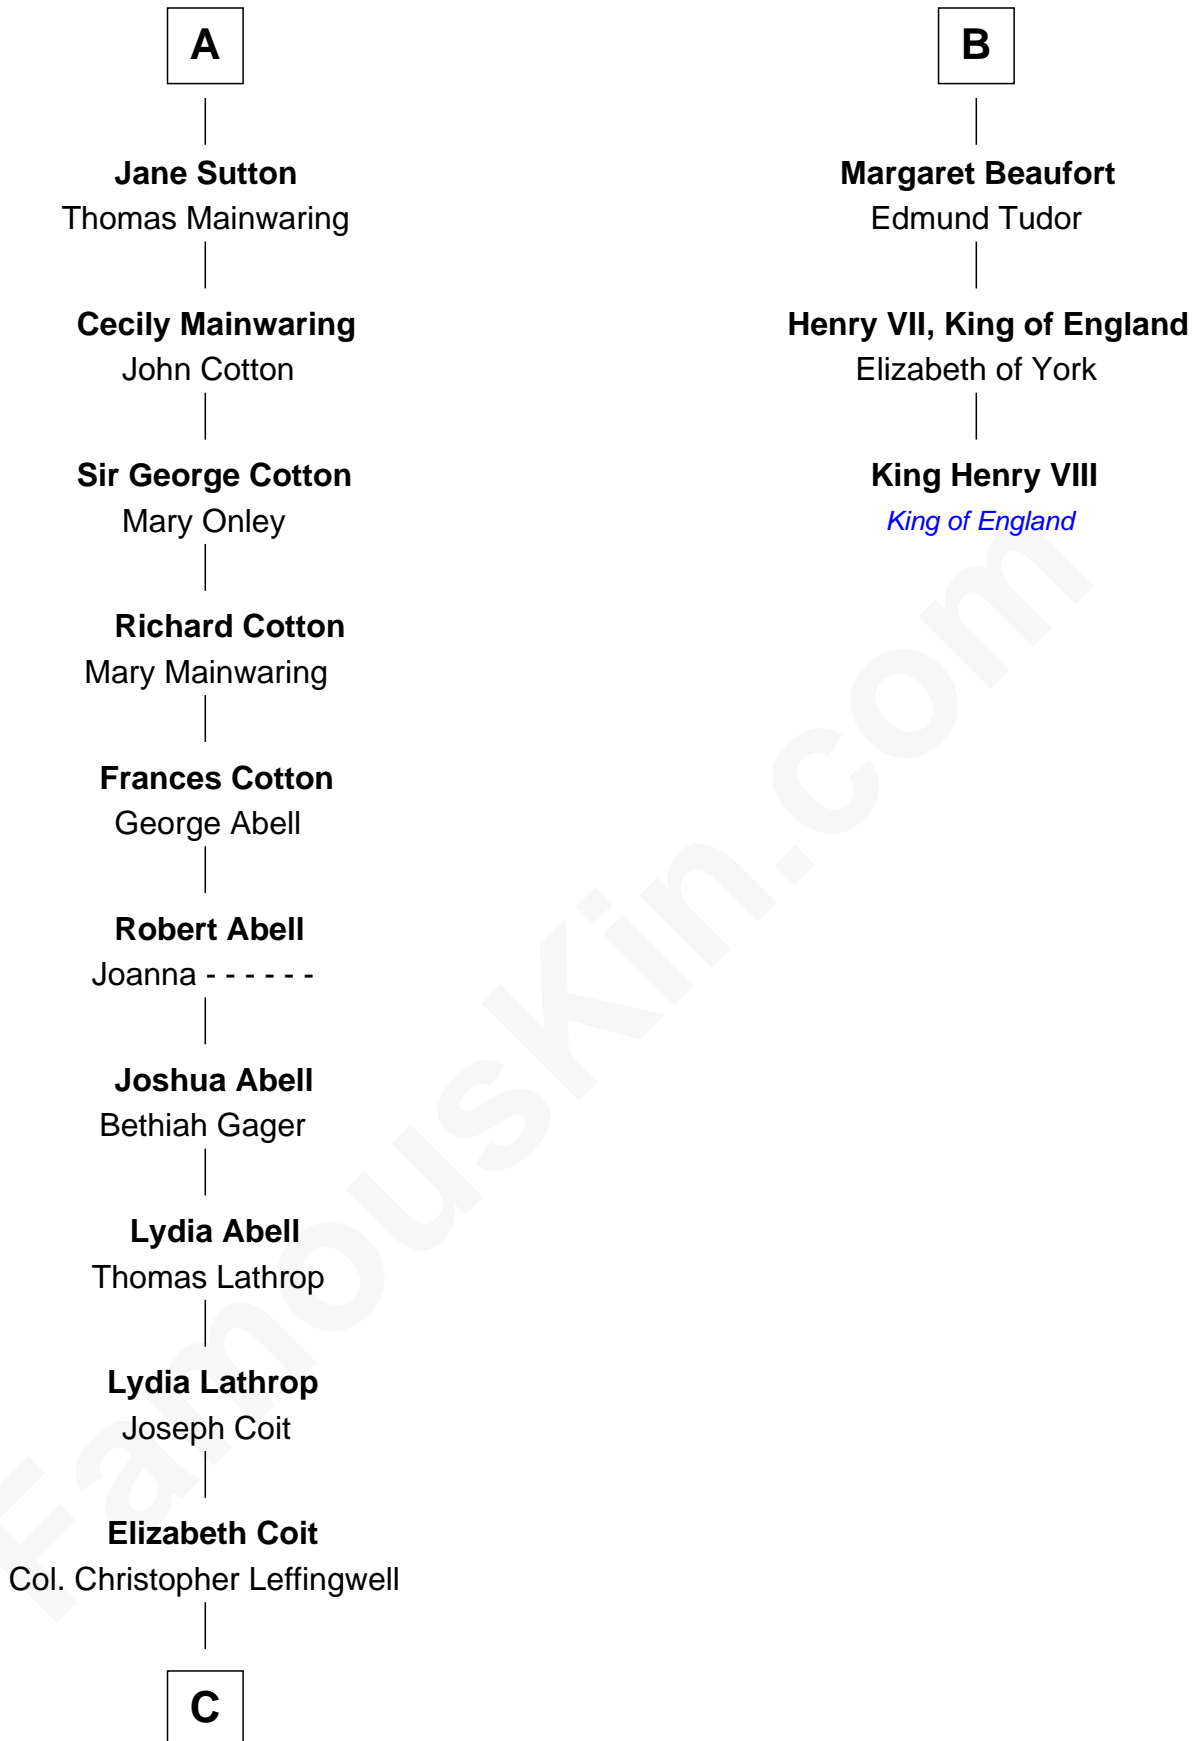 A
Jane Sutton
Thomas Mainwaring
Cecily Mainwaring
John Cotton
Sir George Cotton
Mary Onley
Richard Cotton
Mary Mainwaring
Frances Cotton
George Abell
Robert Abell
Joanna - - - - - -
Joshua Abell
Bethiah Gager
Lydia Abell
Thomas Lathrop
Lydia Lathrop
Joseph Coit
Elizabeth Coit
Col. Christopher Leffingwell
C
B
Margaret Beaufort
Edmund Tudor
Henry VII, King of England
Elizabeth of York
King Henry VIII
King of England
FamousKin.com